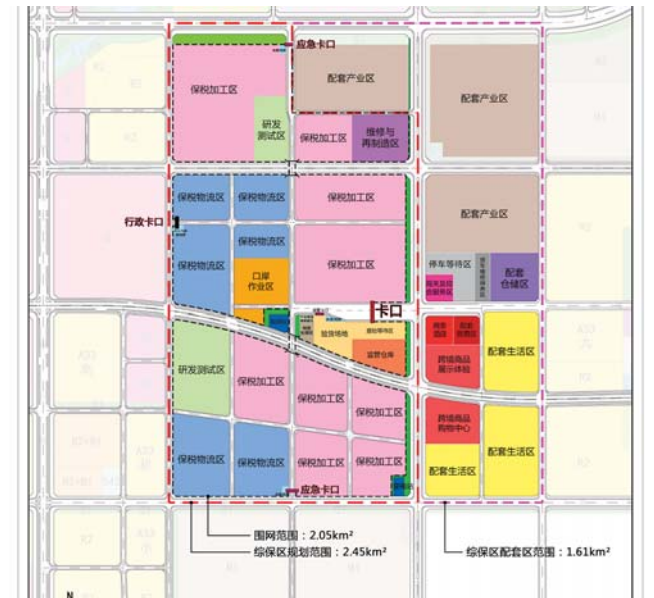 应急卡口
保税加工区
配套产业区
配套产业区
研发
测试区
保税加工区
维修与
再制造区
保税物流区
保税物流区
保税加工区
行政卡口
保税物流区
保税物流区
保税加工区
配套产业区
口岸
作业区
停车等待区
配套
仓储区
卡口
验货场地
监管仓库
研发测试区
保税加工区
保税加工区
保税加工区
跨境商品
展示体验
配套生活区
跨境商品
购物中心
保税物流区
保税物流区
保税加工区
保税加工区
配套生活区
应急卡口
围网范围：2.05km²
综保区规划范围：2.45km²
综保区配套区范围：1.61km²
N